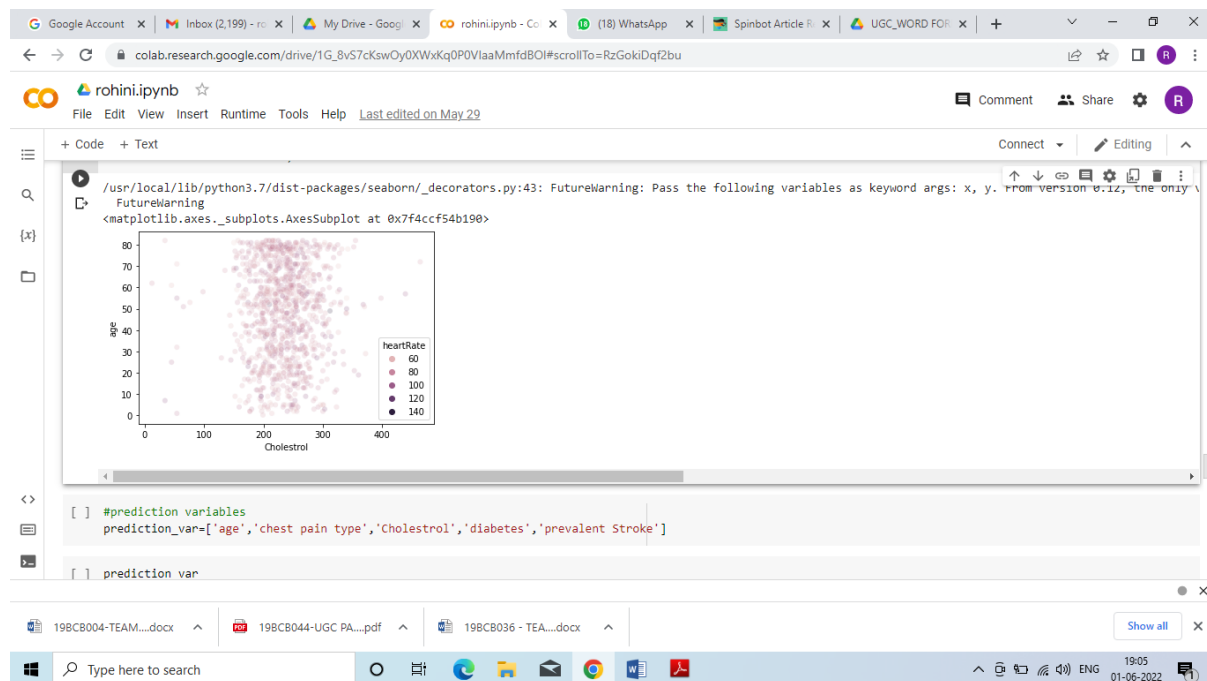 Google Account
Inbox (2,199) - ro
My Drive - Googl
rohini.ipynb - Co
(18) WhatsApp
Spinbot Article R
UGC_WORD FOR
colab.research.google.com/drive/1G_8vS7cKswOy0XWxKq0P0VIaaMmfdBOl#scrollTo=RzGokiDqf2bu
R
rohini.ipynb
File Edit View Insert Runtime Tools Help Last edited on May 29
Comment Share R
+ Code + Text Connect Editing
/usr/local/lib/python3.7/dist-packages/seaborn/_decorators.py:43: FutureWarning: Pass the following variables as keyword args: x, y. From version 0.12, the only
FutureWarning
<matplotlib.axes._subplots.AxesSubplot at 0x7f4ccf54b190>
{x}
80
70
60
50
40
30
20
10
0
age
heartRate
60
80
100
120
140
0 100 200 300 400
Cholestrol
[ ] #prediction variables
prediction_var=['age','chest pain type','Cholestrol','diabetes','prevalent Stroke']
[ ] prediction var
19BCB004-TEAM....docx
PDF
19BCB044-UGC PA....pdf
19BCB036 - TEA....docx
Show all
Type here to search
ENG
19:05
01-06-2022